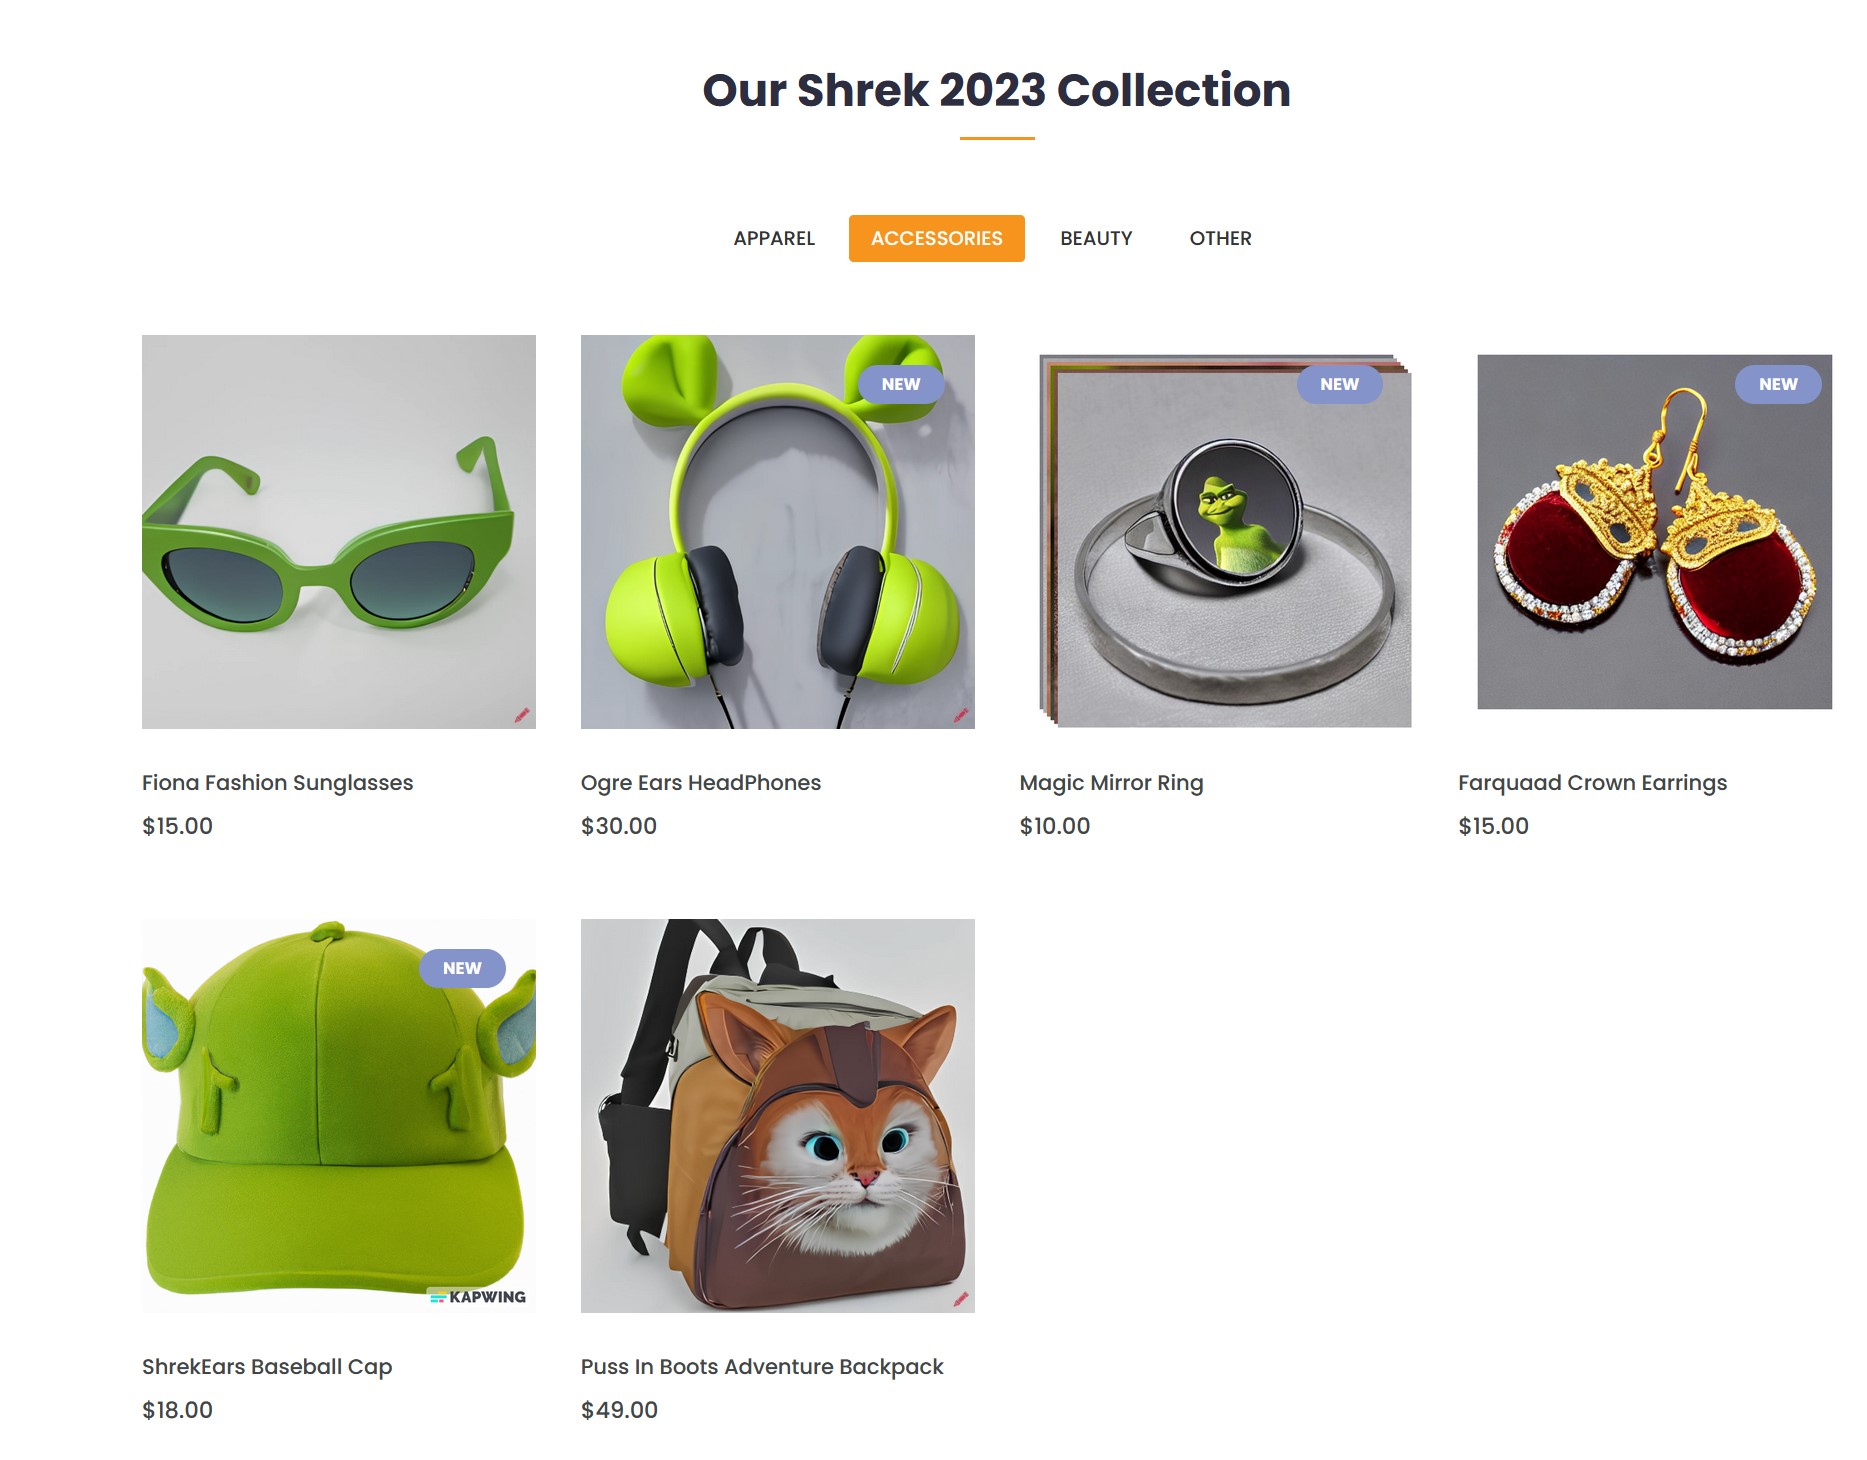 Our Shrek 2023 Collection
APPAREL ACCESSORIES BEAUTY OTHER
NEW
NEW
NEW
Fiona Fashion Sunglasses
$15.00
Ogre Ears HeadPhones
$30.00
Magic Mirror Ring
$10.00
Farquaad Crown Earrings
$15.00
NEW
KAPWING
ShrekEars Baseball Cap
$18.00
Puss In Boots Adventure Backpack
$49.00